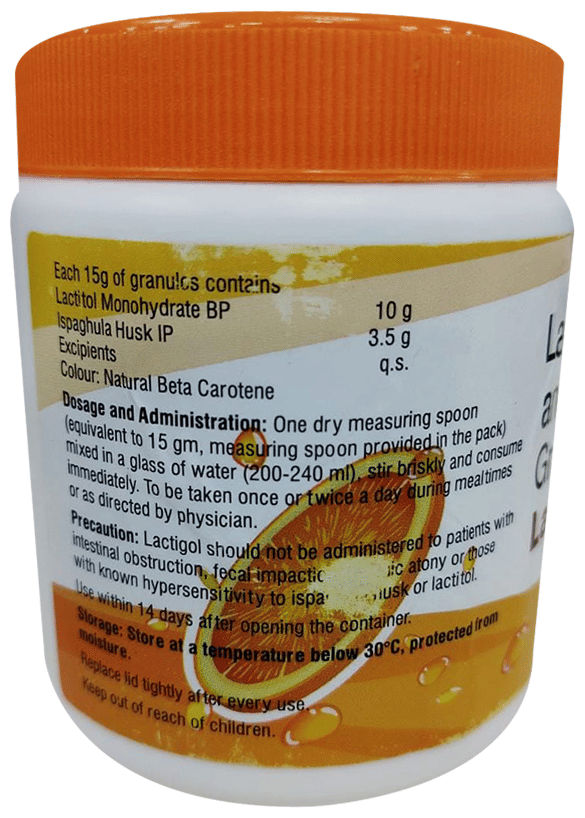 Each 15g of granules contains
Lactitol Monohydrate BP 10 g
Ispaghula Husk IP 3.5 g
Excipients q.s.
Colour: Natural Beta Carotene
Dosage and Administration: One dry measuring spoon
(equivalent to 15 gm, measuring spoon provided in the pack)
mixed in a glass of water (200-240 ml), stir briskly and consume
immediately. To be taken once or twice a day during mealtimes
or as directed by physician.
Precaution: Lactigol should not be administered to patients with
intestinal obstruction, fecal atony or those
with known hypersensitivity to husk or lactitol.
Use within 14 days after opening the container.
Storage: Store at a temperature below 30°C, protected from
moisture.
Replace lid tightly after every use.
Keep out of reach of children.